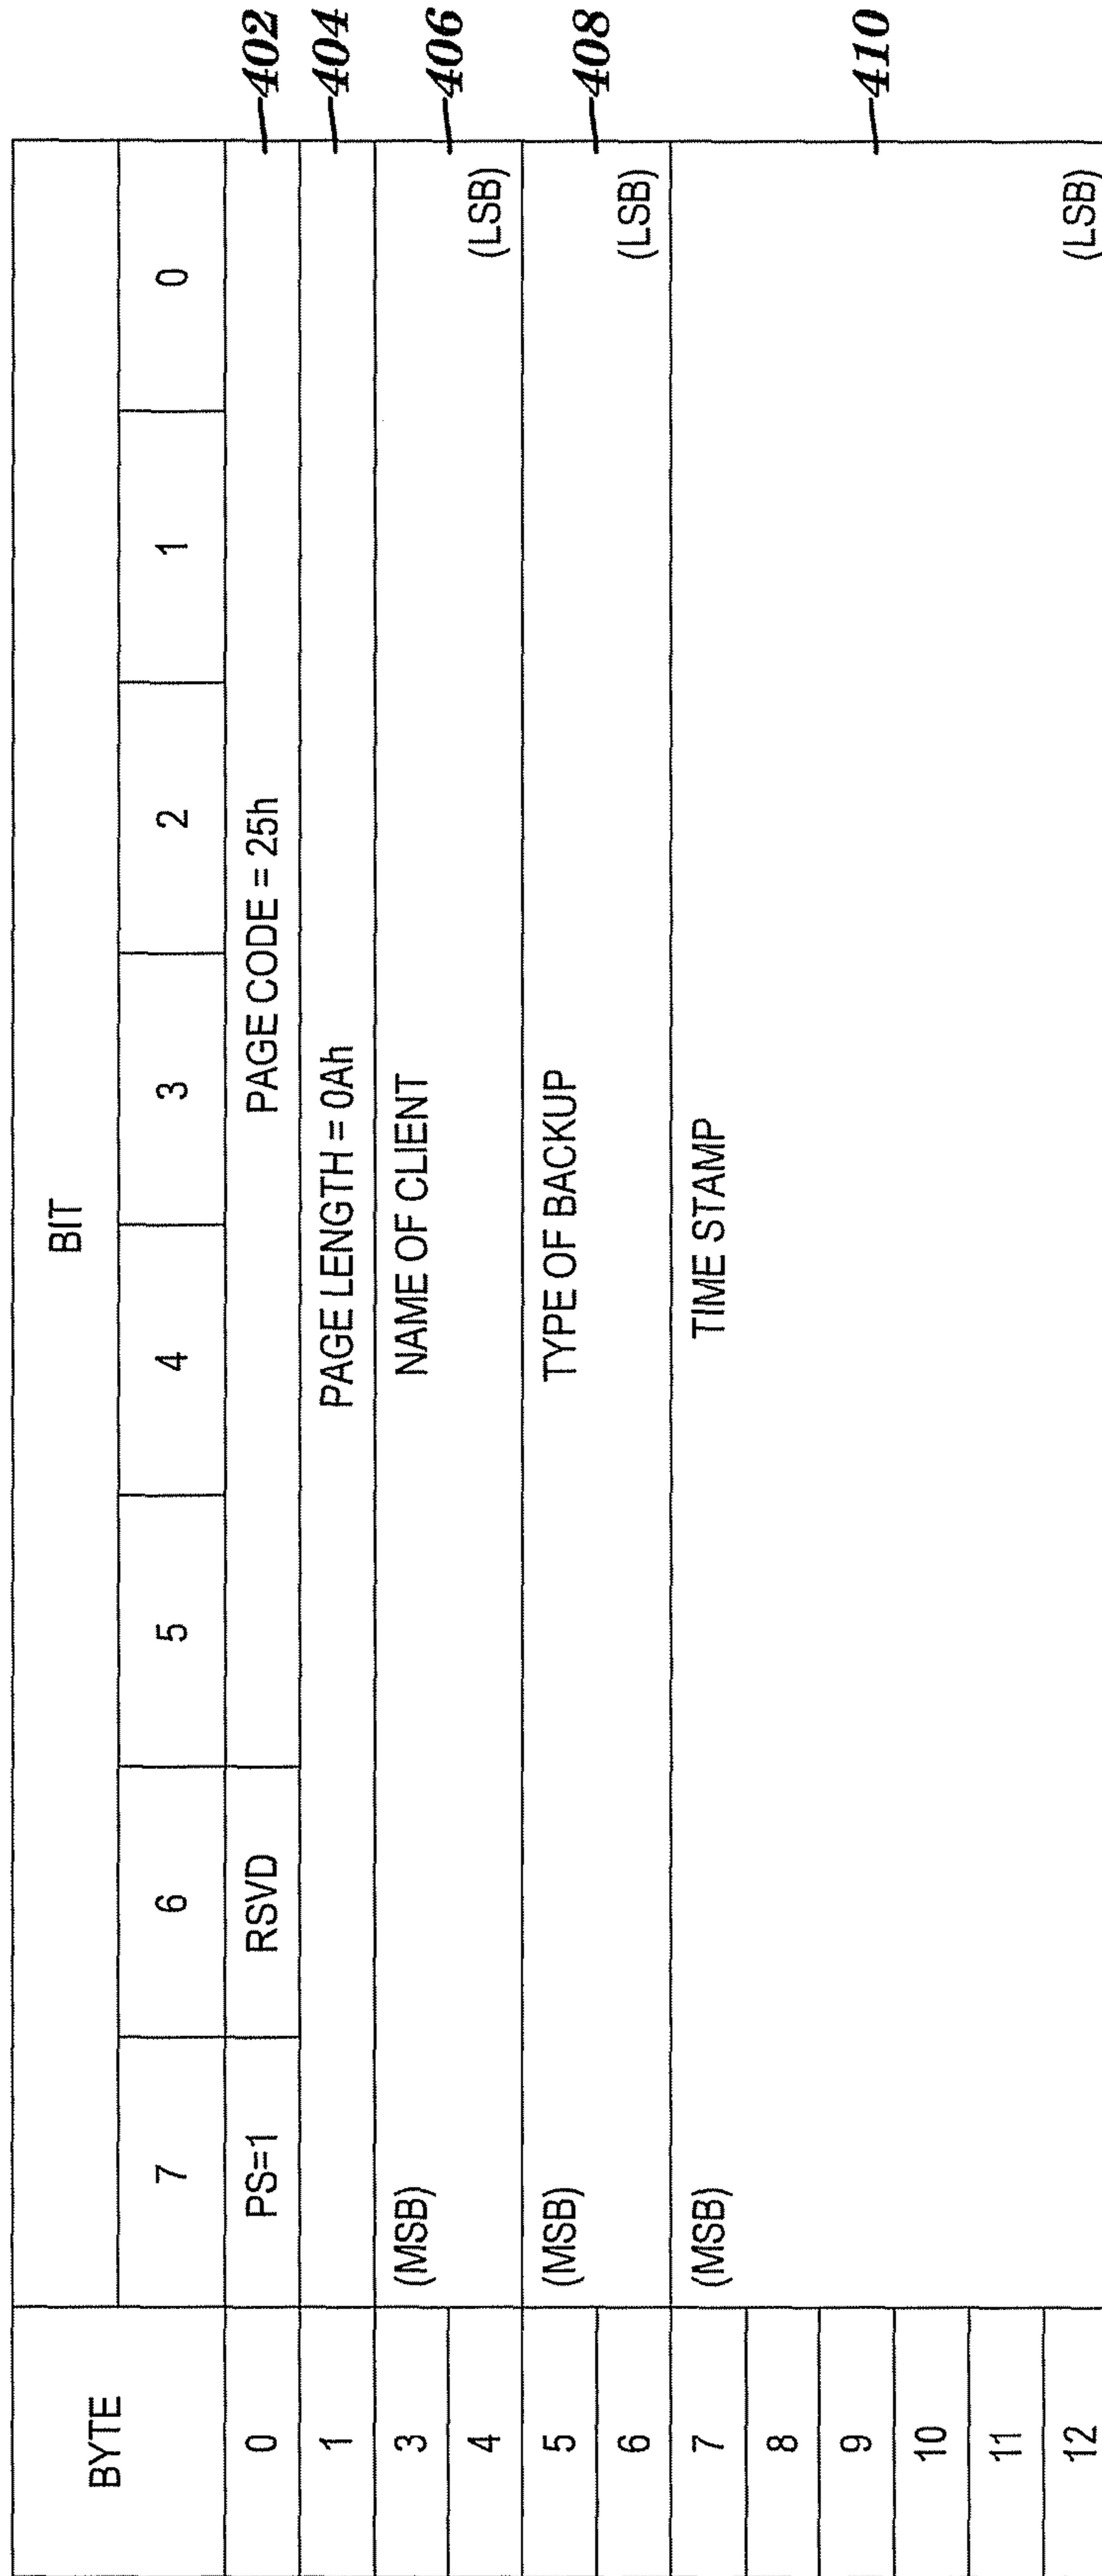 BYTE BIT
7 6 5 4 3 2 1 0
0 PS=1 RSVD PAGE CODE = 25h 402
1 PAGE LENGTH = 0Ah 404
3 (MSB) NAME OF CLIENT 406
4 (LSB)
5 (MSB) TYPE OF BACKUP 408
6 (LSB)
7 (MSB) TIME STAMP
8
9 410
10
11
12 (LSB)